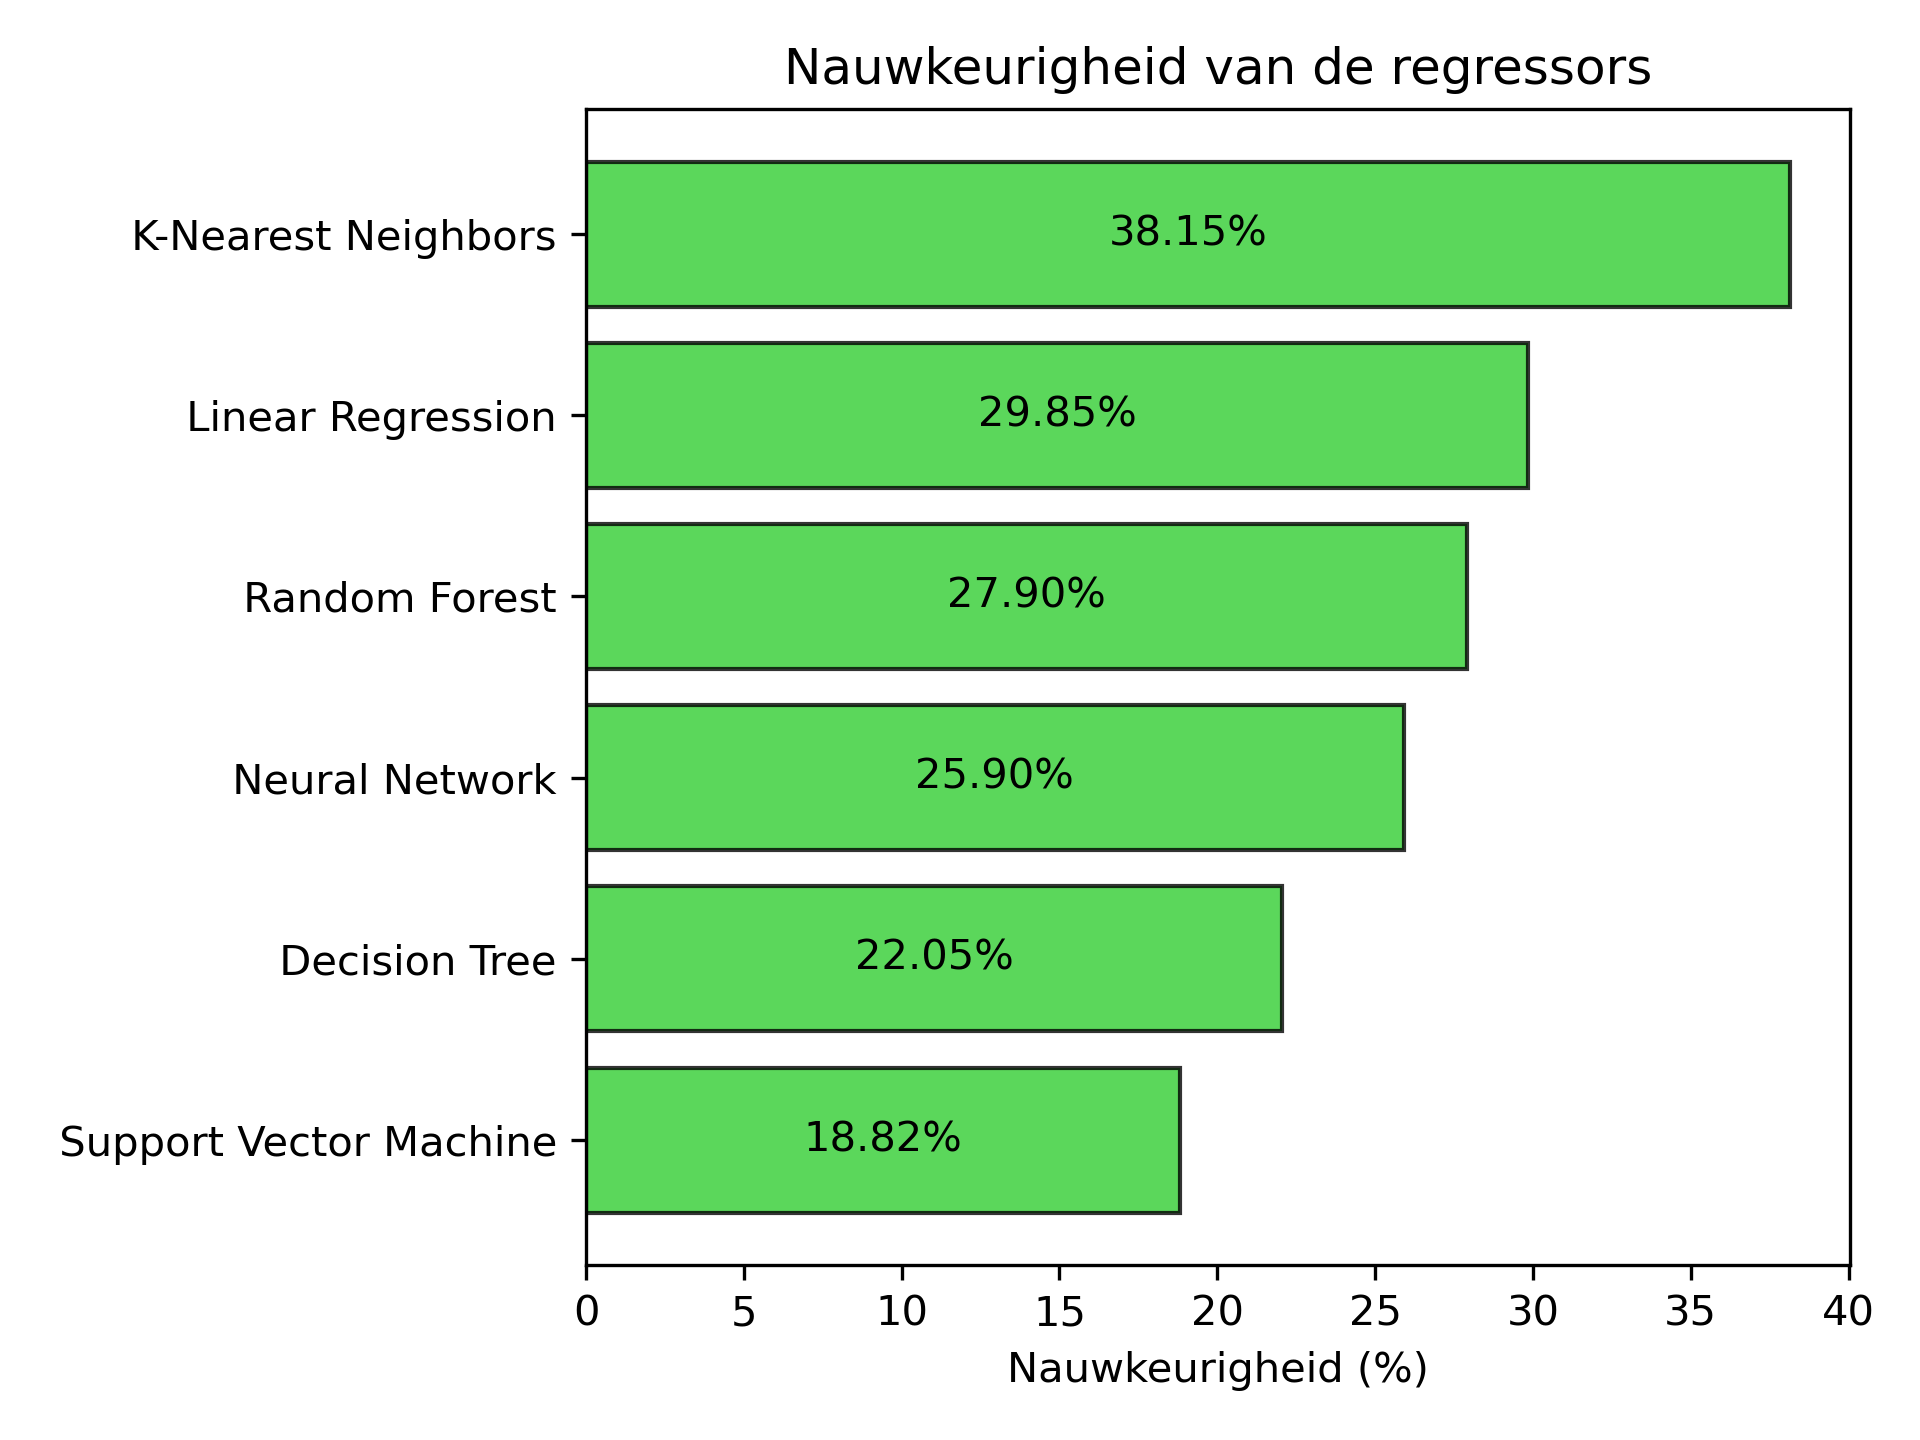 Nauwkeurigheid van de regressors
K-Nearest Neighbors
38.15%
Linear Regression
29.85%
Random Forest
27.90%
Neural Network
25.90%
Decision Tree
22.05%
Support Vector Machine
18.82%
0 5 10 15 20 25 30 35 40
Nauwkeurigheid (%)